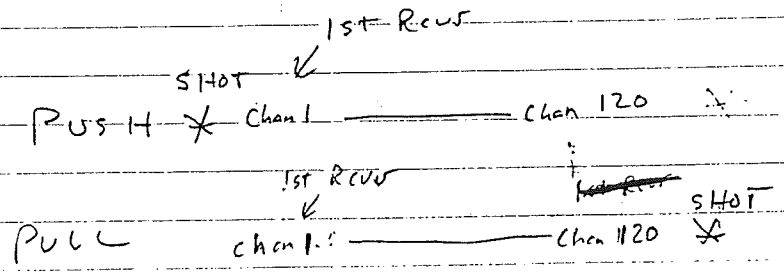 1st Rcvr
SHOT
PUSH Chan 1 Chan 120
1st Rcvr
SHOT
PULL Chan 1 Chan 120